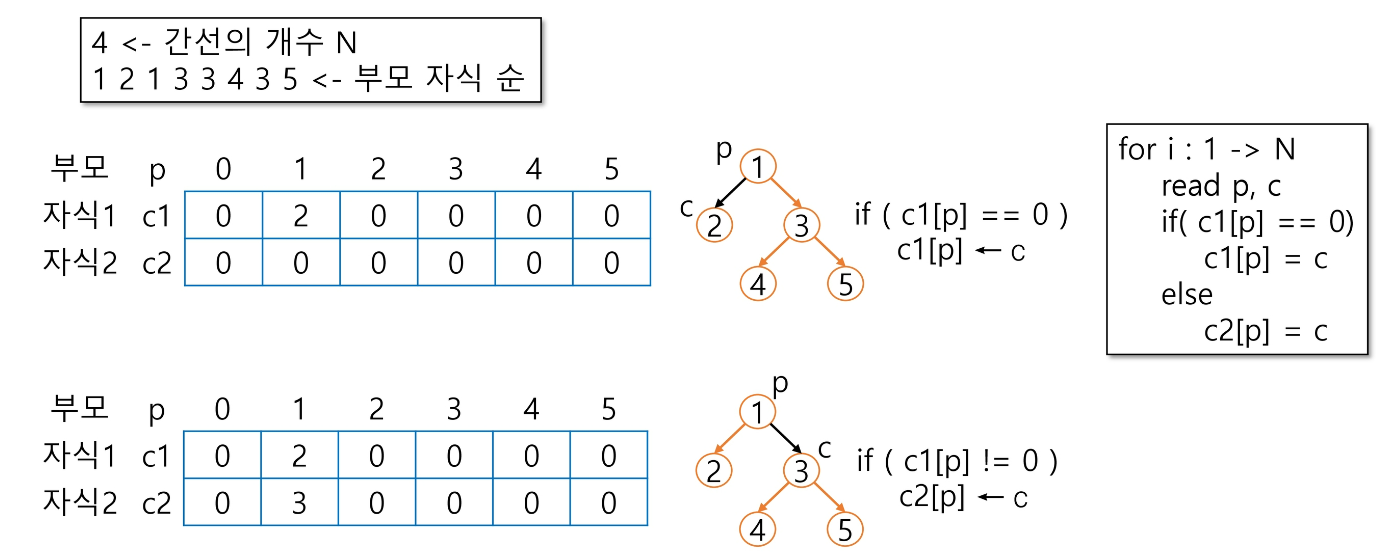 4 <- 간선의 개수 N
1 2 1 3 3 4 3 5 <- 부모 자식 순
부모 p 0 1 2 3 4 5
자식1 c1 0 2 0 0 0 0
자식2 c2 0 0 0 0 0 0
p
1
c
2 3
4 5
if ( c1[p] == 0 )
c1[p] ← c
for i : 1 -> N
read p, c
if( c1[p] == 0)
c1[p] = c
else
c2[p] = c
부모 p 0 1 2 3 4 5
자식1 c1 0 2 0 0 0 0
자식2 c2 0 3 0 0 0 0
p
1
2 3 c
4 5
if ( c1[p] != 0 )
c2[p] ← c